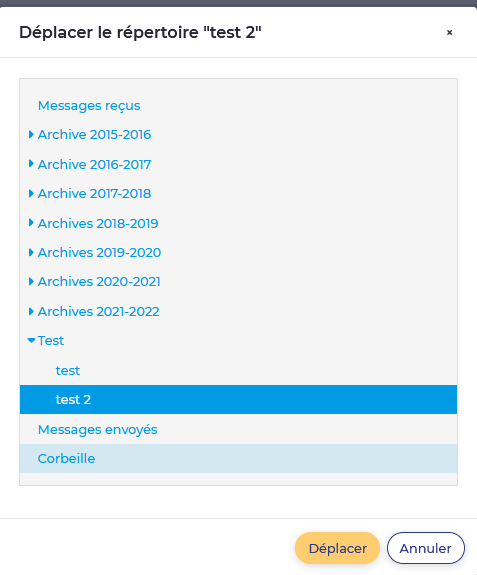 Déplacer le répertoire "test 2"
×
Messages reçus
Archive 2015-2016
Archive 2016-2017
Archive 2017-2018
Archives 2018-2019
Archives 2019-2020
Archives 2020-2021
Archives 2021-2022
Test
test
test 2
Messages envoyés
Corbeille
Déplacer Annuler